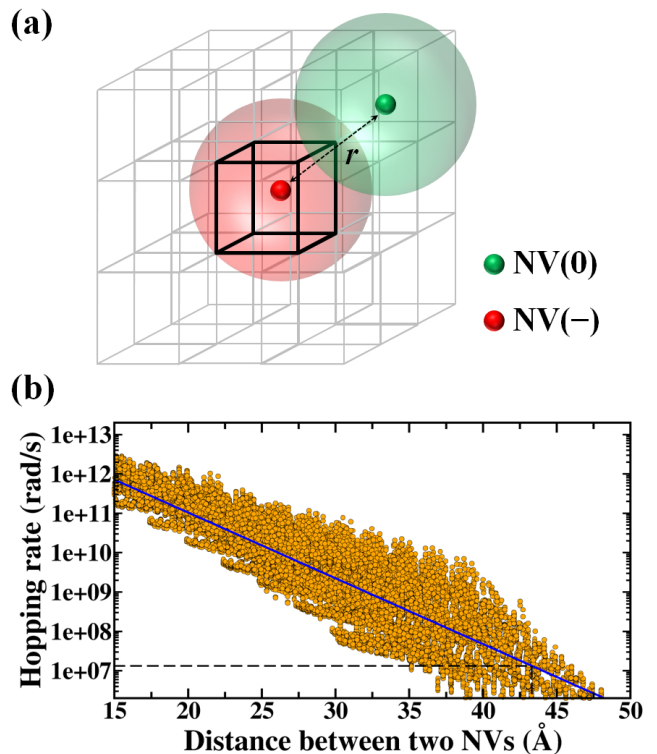 (a)
r
NV(0)
NV(−)
(b)
Hopping rate (rad/s)
1e+13
1e+12
1e+11
1e+10
1e+09
1e+08
1e+07
15 20 25 30 35 40 45 50
Distance between two NVs (Å)